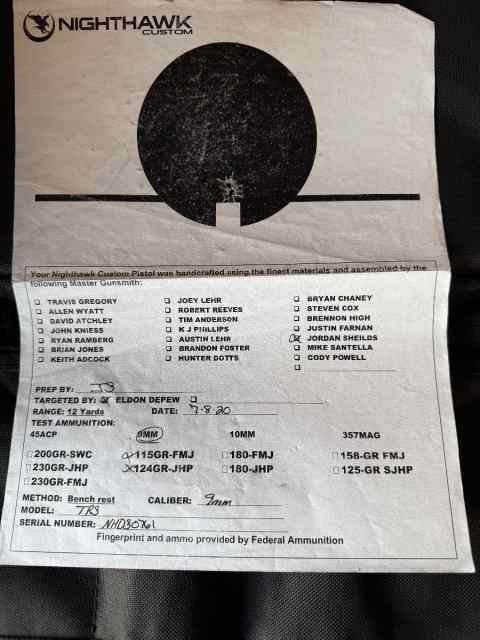 NIGHTHAWK
CUSTOM
Your Nighthawk Custom Pistol was handcrafted using the finest materials and assembled by the
following Master Gunsmith:
TRAVIS GREGORY JOEY LEHR BRYAN CHANEY
ALLEN WYATT ROBERT REEVES STEVEN COX
DAVID ATCHLEY TIM ANDERSON BRENNON HIGH
JOHN KNIESS K J PHILLIPS JUSTIN FARNAN
RYAN RAMBERG AUSTIN LEHR JORDAN SHEILDS
BRIAN JONES BRANDON FOSTER MIKE SANTELLA
KEITH ADCOCK HUNTER DOTTS CODY POWELL
PREP BY: JS
TARGETED BY: ELDON DEPEW
RANGE: 12 Yards DATE: 7-8-20
TEST AMMUNITION:
45ACP 9MM 10MM 357MAG
200GR-SWC 115GR-FMJ 180-FMJ 158-GR FMJ
230GR-JHP 124GR-JHP 180-JHP 125-GR SJHP
230GR-FMJ
METHOD: Bench rest CALIBER: 9mm
MODEL: TR3
SERIAL NUMBER:
Fingerprint and ammo provided by Federal Ammunition